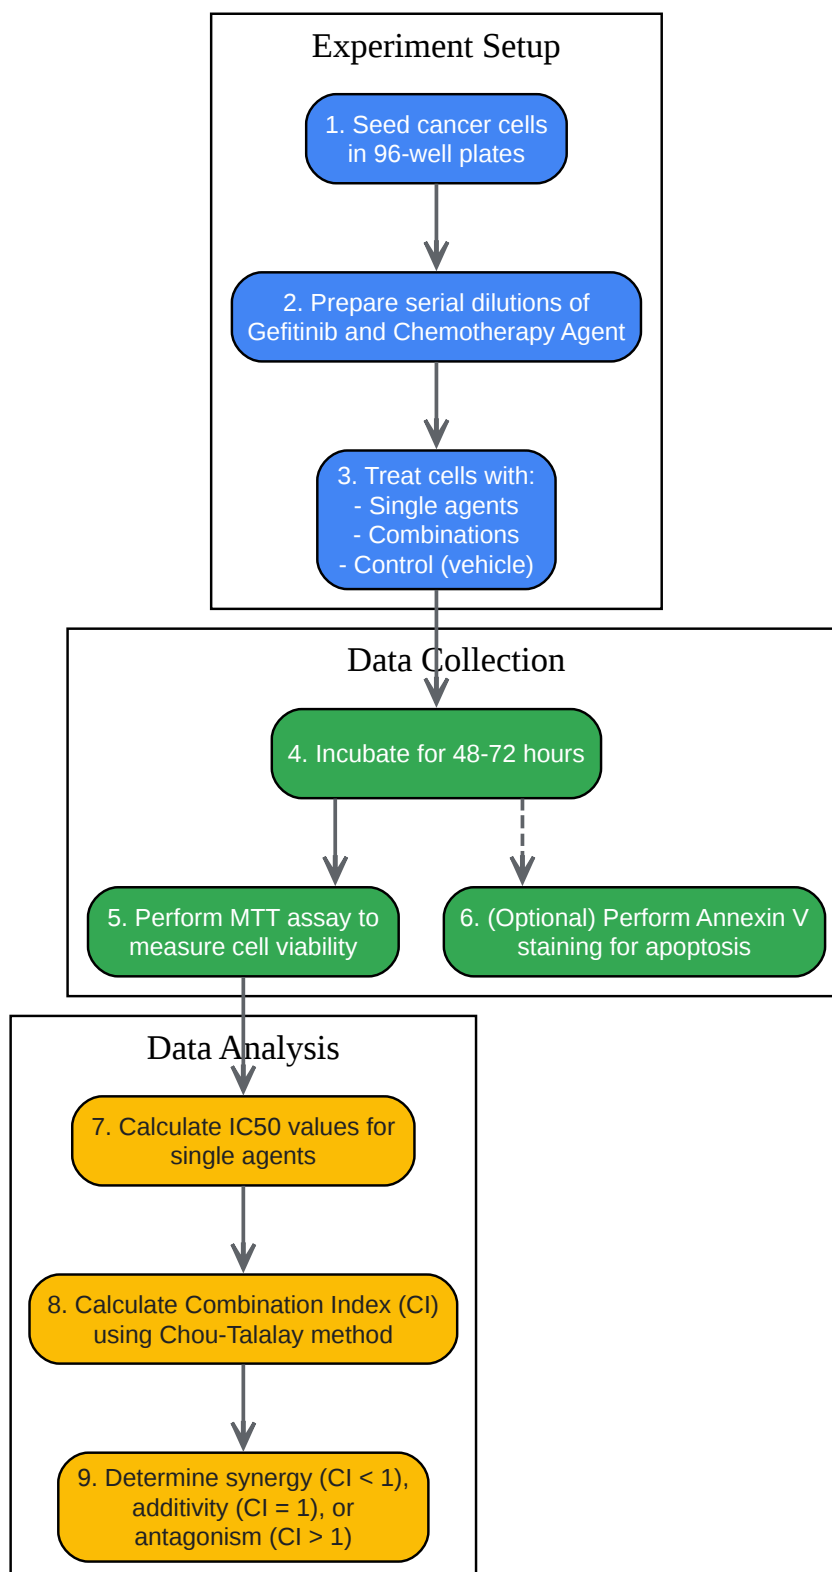 Experiment Setup
1. Seed cancer cells
in 96-well plates
2. Prepare serial dilutions of
Gefitinib and Chemotherapy Agent
3. Treat cells with:
- Single agents
- Combinations
- Control (vehicle)
Data Collection
4. Incubate for 48-72 hours
5. Perform MTT assay to
measure cell viability
6. (Optional) Perform Annexin V
staining for apoptosis
Data Analysis
7. Calculate IC50 values for
single agents
8. Calculate Combination Index (CI)
using Chou-Talalay method
9. Determine synergy (CI < 1),
additivity (CI = 1), or
antagonism (CI > 1)